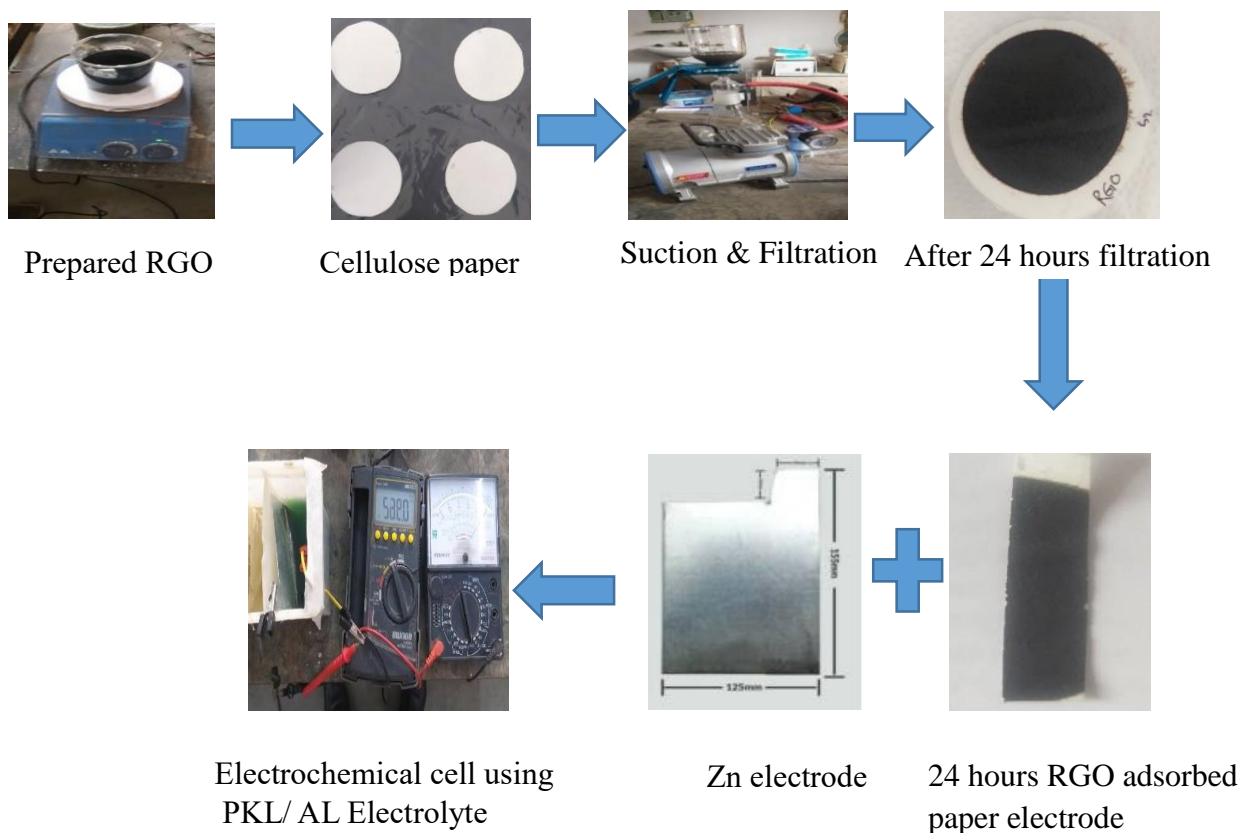 Prepared RGO
Cellulose paper
Suction & Filtration
After 24 hours filtration
RGO
155mm
125mm
Electrochemical cell using
PKL/ AL Electrolyte
Zn electrode
24 hours RGO adsorbed
paper electrode